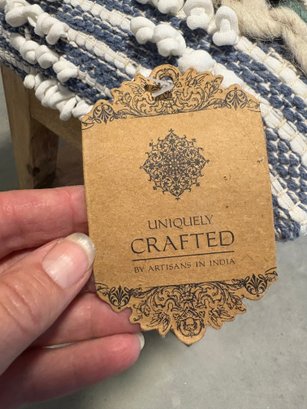 UNIQUELY
CRAFTED
BY ARTISANS IN INDIA